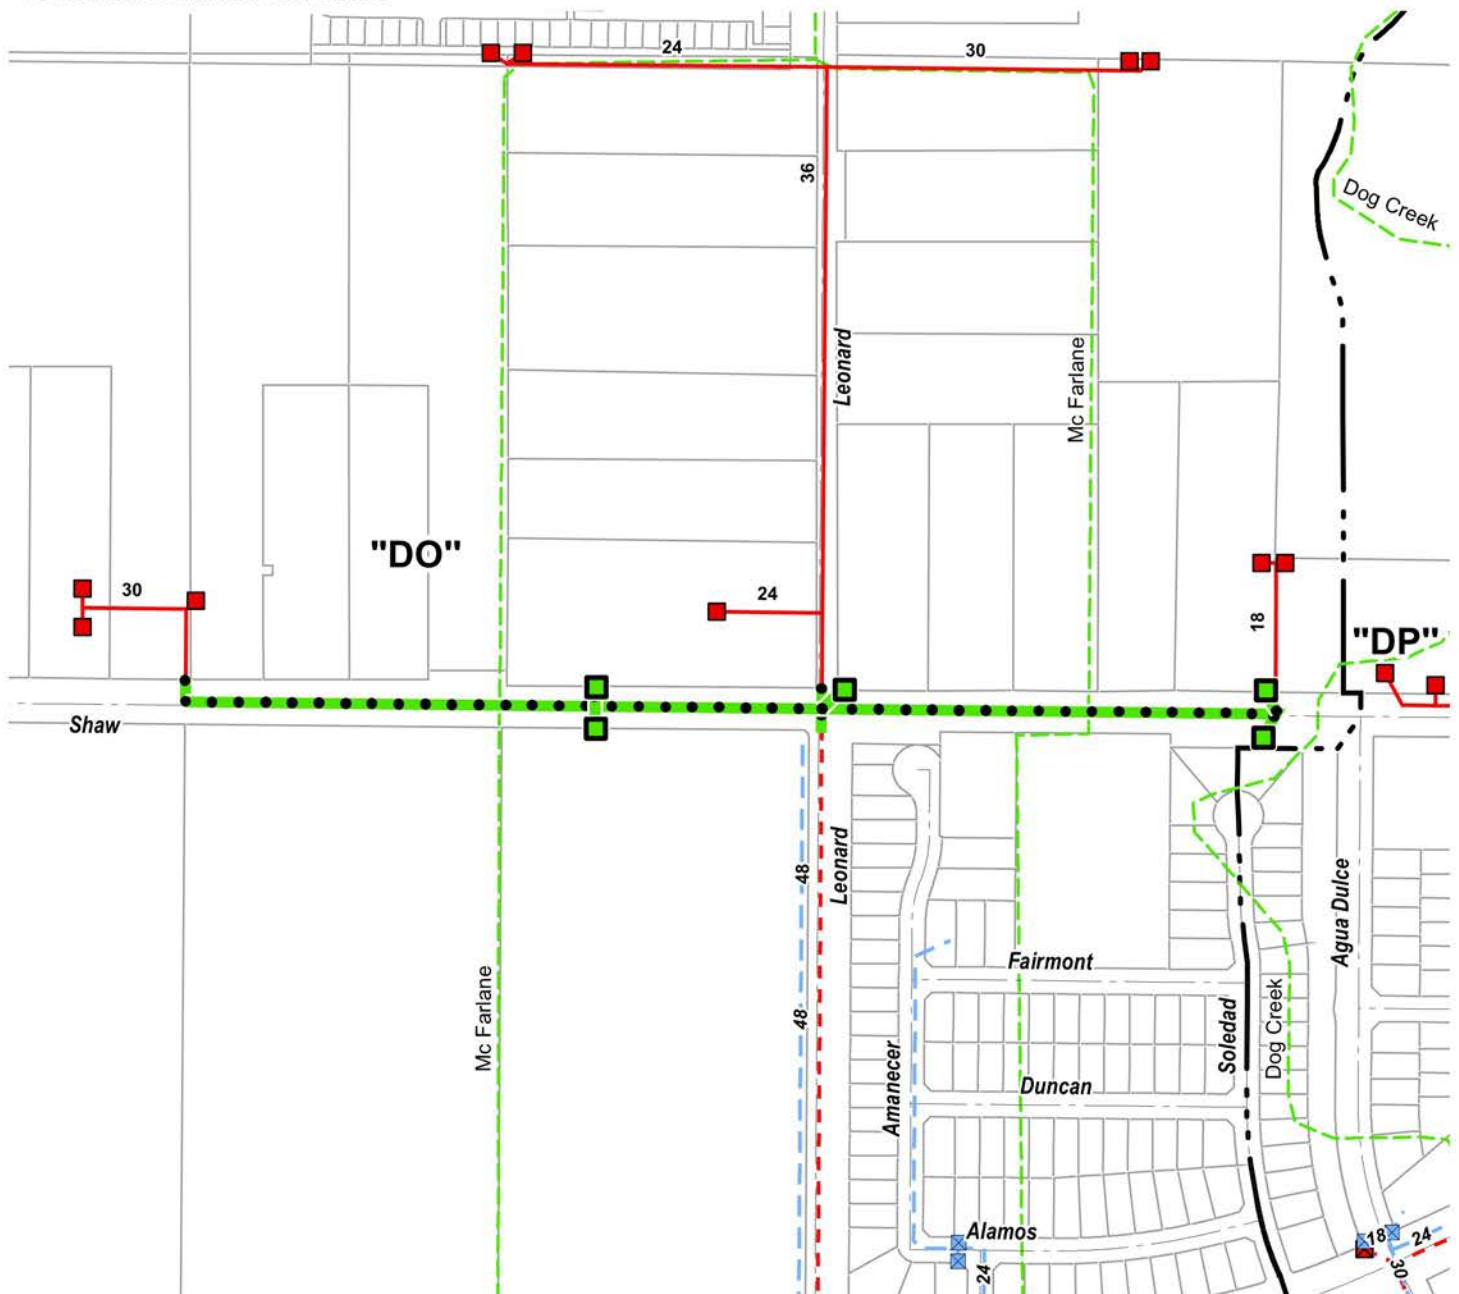 24
30
36
Dog Creek
Leonard
Mc Farlane
"DO"
30
24
18
"DP"
Shaw
48
Leonard
Agua Dulce
Fairmont
48
Mc Farlane
Soledad
Dog Creek
Amanecer
Duncan
Alamos
18
24
24
30